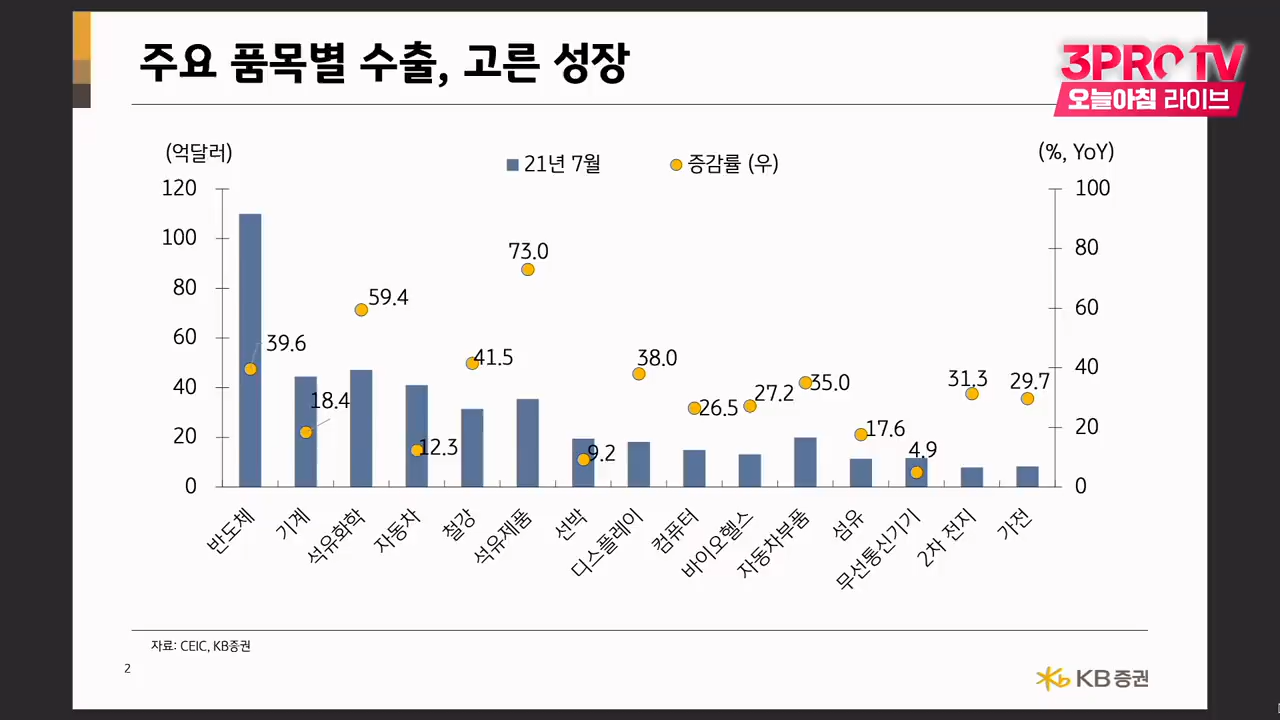 주요 품목별 수출, 고른 성장
3PRO TV
오늘아침 라이브
(억달러)
21년 7월
증감률 (우)
(%, YoY)
120
100
80
60
40
20
0
100
80
60
40
20
0
39.6
18.4
59.4
12.3
41.5
73.0
9.2
38.0
26.5
27.2
35.0
17.6
4.9
31.3
29.7
반도체
기계
석유화학
자동차
철강
석유제품
선박
디스플레이
컴퓨터
바이오헬스
자동차부품
섬유
무선통신기기
2차 전지
가전
자료: CEIC, KB증권
2
KB증권